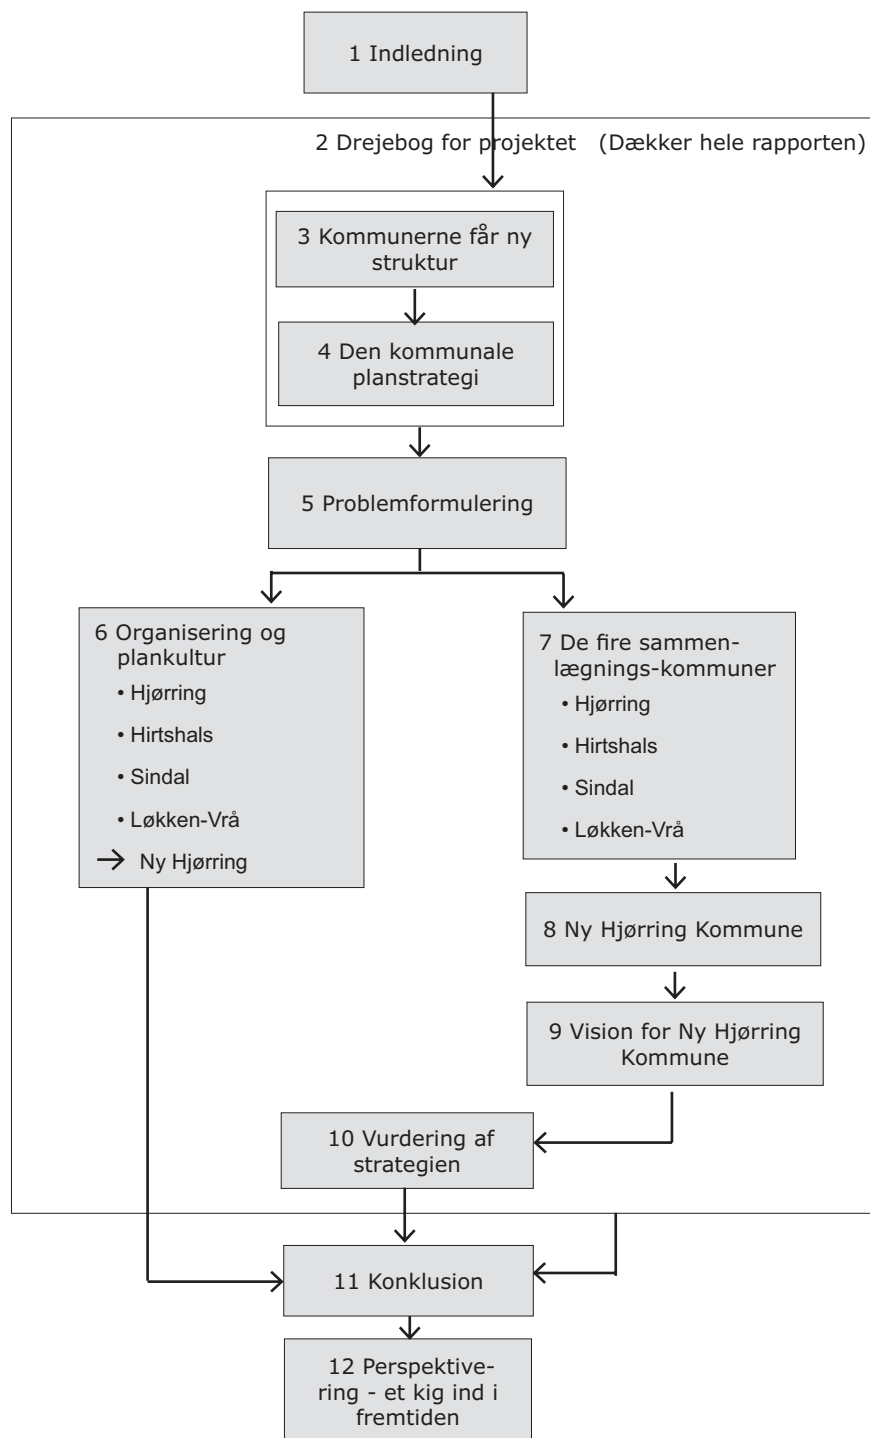 1 Indledning
2 Drejebog for projektet (Dækker hele rapporten)
3 Kommunerne får ny
struktur
4 Den kommunale
planstrategi
5 Problemformulering
6 Organisering og
plankultur
• Hjørring
• Hirtshals
• Sindal
• Løkken-Vrå
→ Ny Hjørring
7 De fire sammen-
lægnings-kommuner
• Hjørring
• Hirtshals
• Sindal
• Løkken-Vrå
8 Ny Hjørring Kommune
9 Vision for Ny Hjørring
Kommune
10 Vurdering af
strategien
11 Konklusion
12 Perspektive-
ring - et kig ind i
fremtiden